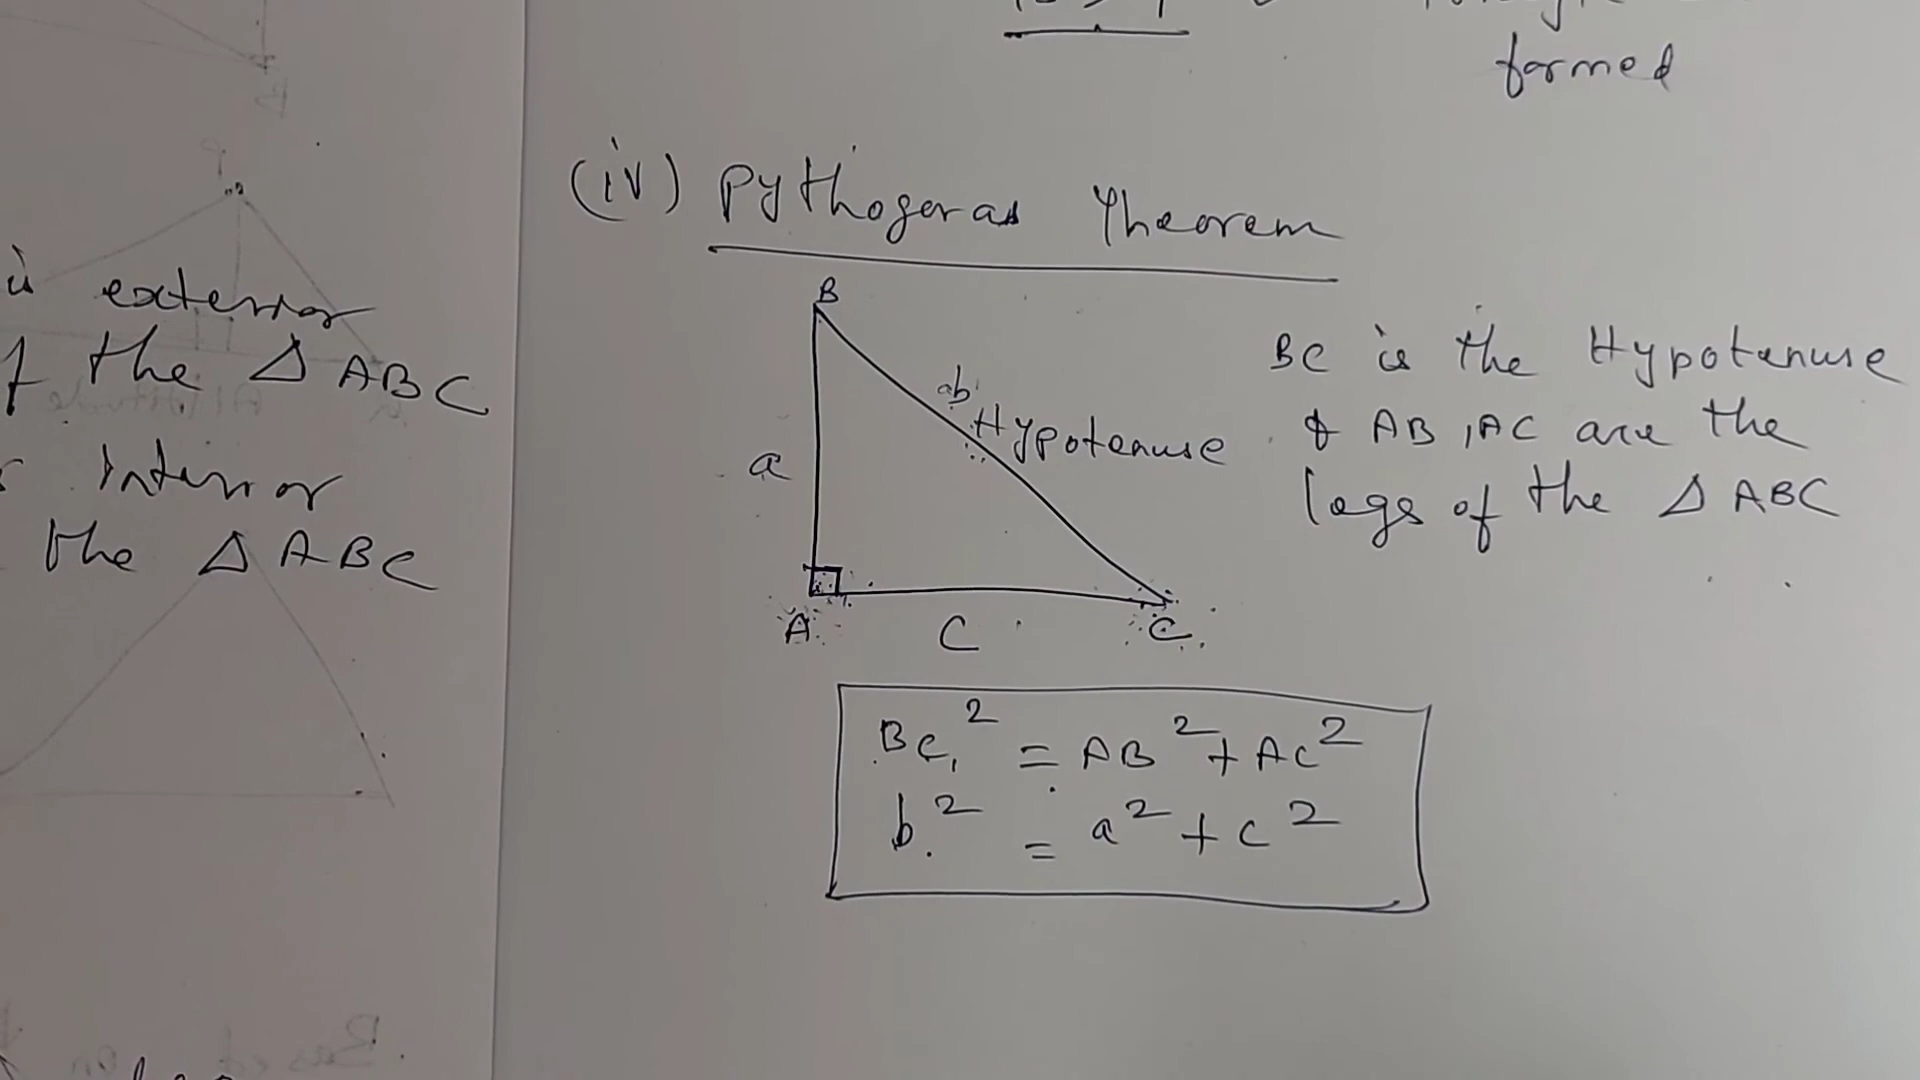 formed
(iv) Pythogeras Theorem
is exterior
f the Δ ABC
Interior
the Δ ABC
B
ab
Hypotenuse
a
A
C
C
BC is the Hypotenuse
& AB, AC are the
legs of the Δ ABC
BC² = AB² + AC²
b² = a² + c²